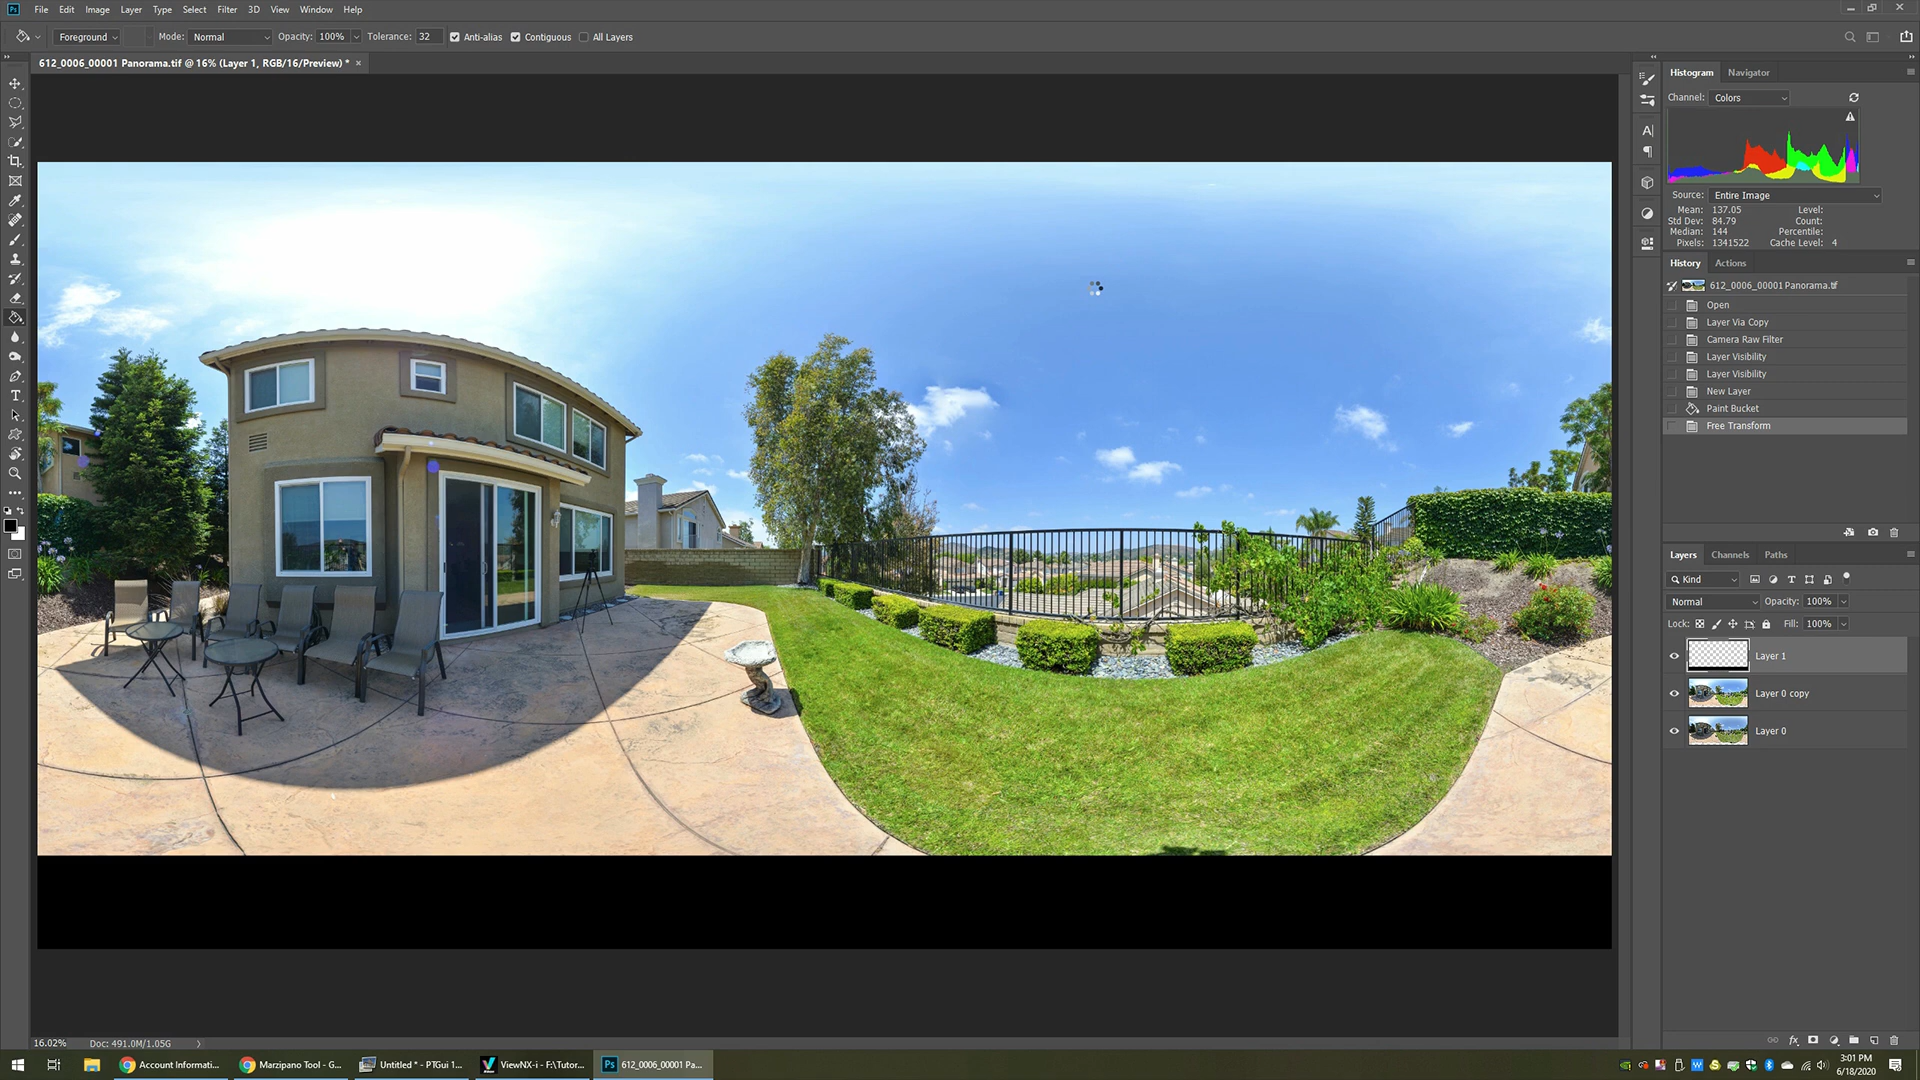 Ps File Edit Image Layer Type Select Filter 3D View Window Help
Foreground Mode: Normal Opacity: 100% Tolerance: 32 Anti-alias Contiguous All Layers
612_0006_00001 Panorama.tif @ 16% (Layer 1, RGB/16/Preview) * ×
Histogram Navigator
Channel: Colors
Source: Entire Image
Mean: 137.05 Level:
Std Dev: 84.79 Count:
Median: 144 Percentile:
Pixels: 1341522 Cache Level: 4
History Actions
612_0006_00001 Panorama.tif
Open
Layer Via Copy
Camera Raw Filter
Layer Visibility
Layer Visibility
New Layer
Paint Bucket
Free Transform
Layers Channels Paths
Kind
Normal Opacity: 100%
Lock: Fill: 100%
Layer 1
Layer 0 copy
Layer 0
16.02% Doc: 491.0M/1.05G
Account Informati... Marzipano Tool - G... Untitled * - PTGui 1... ViewNX-i - F:\Tutor... Ps 612_0006_00001 Pa...
3:01 PM
6/18/2020